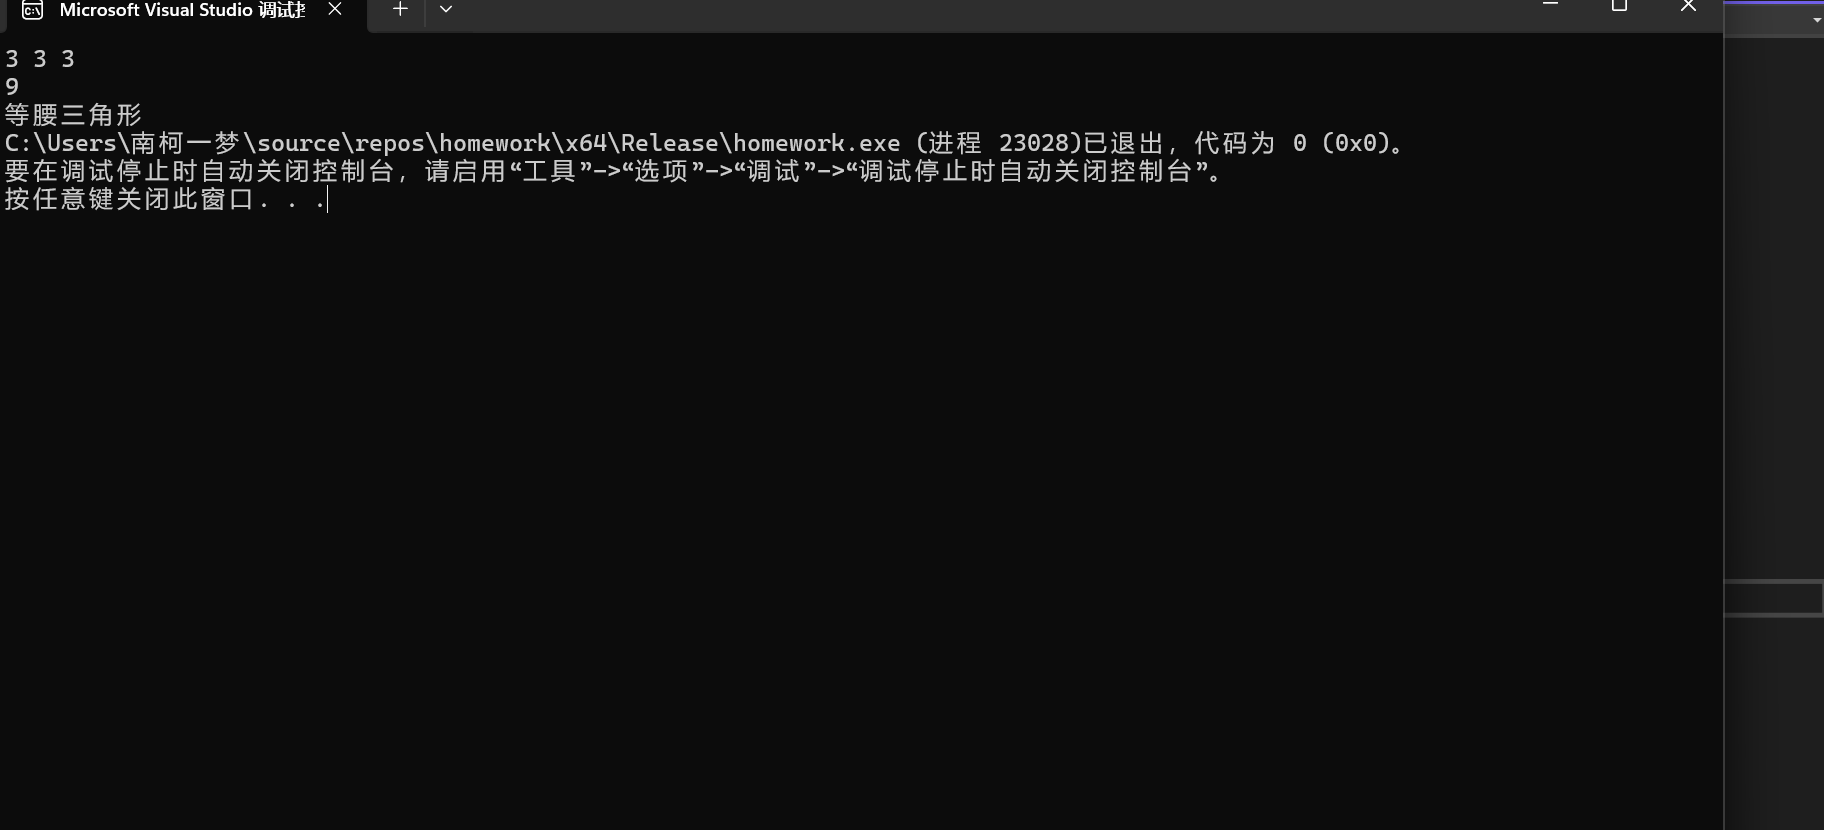 Microsoft Visual Studio 调试
3 3 3
9
等腰三角形
C:\Users\南柯一梦\source\repos\homework\x64\Release\homework.exe (进程 23028)已退出，代码为 0 (0x0)。
要在调试停止时自动关闭控制台，请启用“工具”->“选项”->“调试”->“调试停止时自动关闭控制台”。
按任意键关闭此窗口. . .